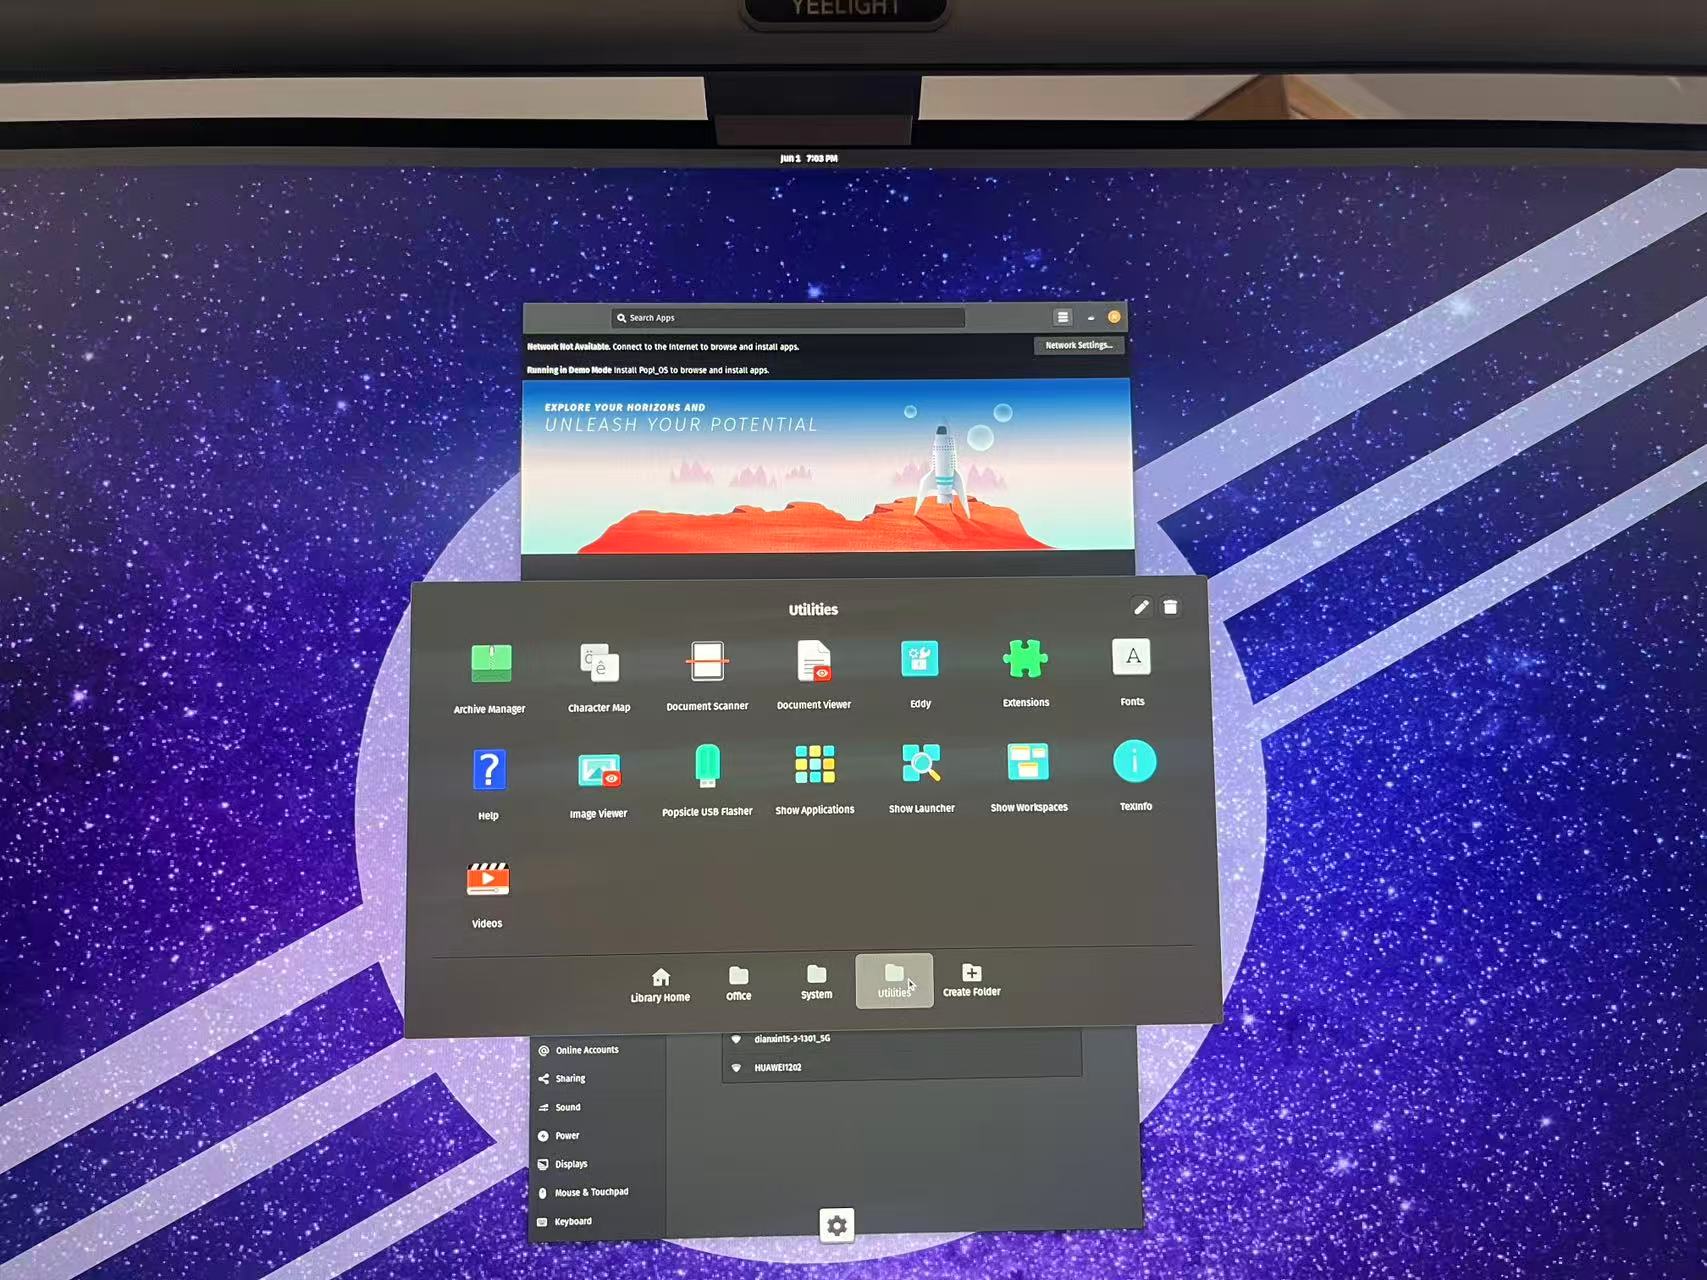 YEELIGHT
Jun 1 7:03 PM
Search Apps
Network Not Available. Connect to the Internet to browse and install apps.
Network Settings...
Running in Demo Mode Install Pop!_OS to browse and install apps.
EXPLORE YOUR HORIZONS AND
UNLEASH YOUR POTENTIAL
Utilities
Archive Manager
Character Map
Document Scanner
Document Viewer
Eddy
Extensions
Fonts
Help
Image Viewer
Popsicle USB Flasher
Show Applications
Show Launcher
Show Workspaces
TexInfo
Videos
Library Home
Office
System
Utilities
Create Folder
Online Accounts
Sharing
Sound
Power
Displays
Mouse & Touchpad
Keyboard
dianxin15-3-1301_5G
HUAWEI1202